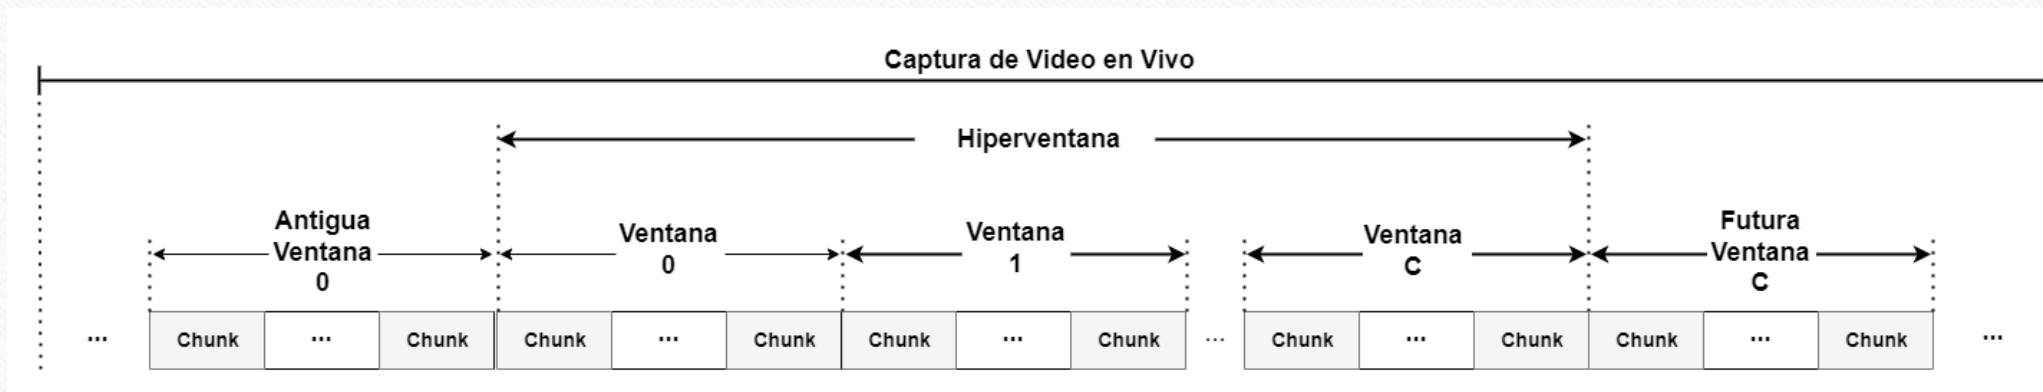 Captura de Video en Vivo
Hiperventana
Antigua
Ventana
0
Ventana
0
Ventana
1
Ventana
C
Futura
Ventana
C
... Chunk ... Chunk Chunk ... Chunk Chunk ... Chunk ... Chunk ... Chunk Chunk ... Chunk ...